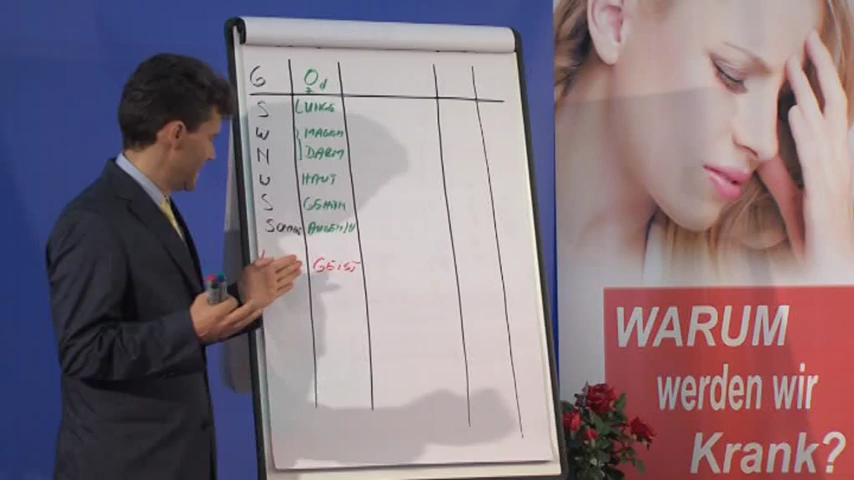 G Od
S LUNGE
W MAGEN
N DARM
U HAUT
S GEHIRN
Sonne AUGEN/H
GEIST
WARUM
werden wir
Krank?